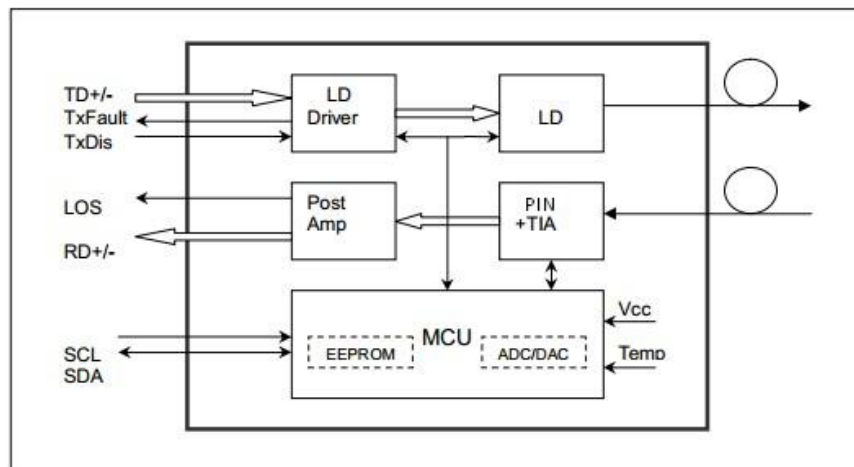 TD+/-
TxFault
TxDis
LD
Driver
LD
LOS
RD+/-
Post
Amp
PIN
+TIA
SCL
SDA
MCU
EEPROM
ADC/DAC
Vcc
Temp